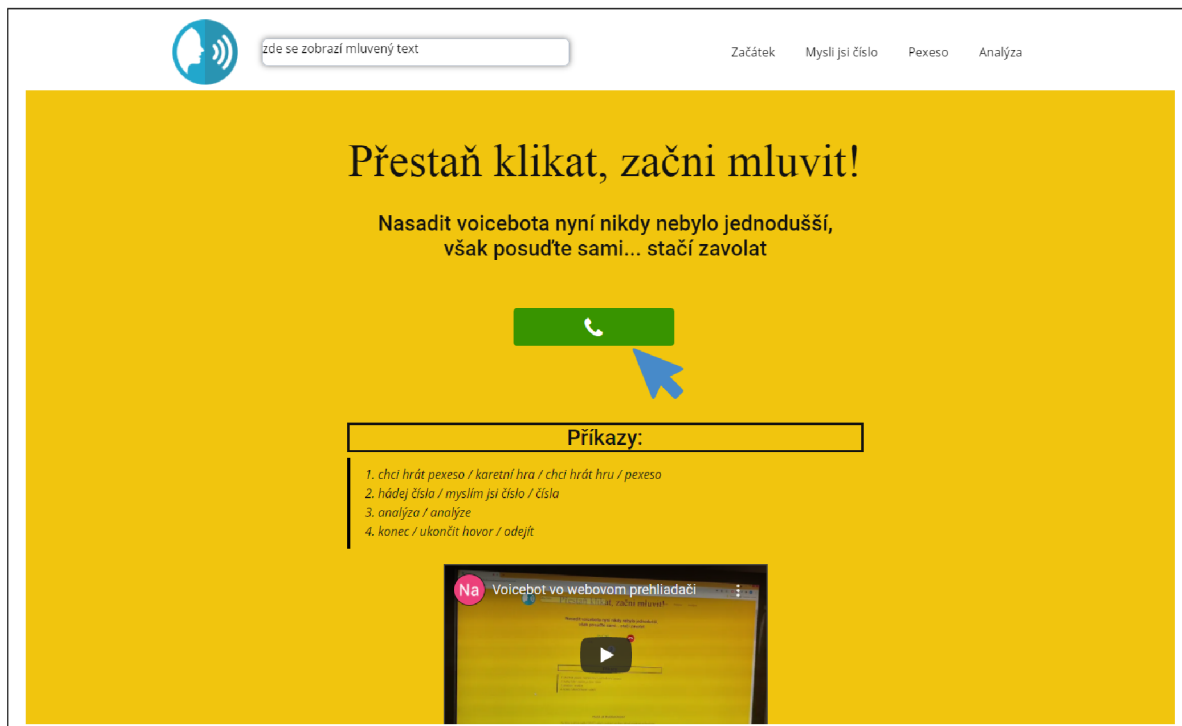 zde se zobrazí mluvený text
Začátek Mysli jsi číslo Pexeso Analýza
Přestaň klikat, začni mluvit!
Nasadit voicebota nyní nikdy nebylo jednodušší,
však posuďte sami... stačí zavolat
Příkazy:
1. chci hrát pexeso / karetní hra / chci hrát hru / pexeso
2. hádej čísla / myslím jsi číslo / čísla
3. analýza / analýze
4. konec / ukončit hovor / odejít
Na Voicebot vo webovom prehliadači